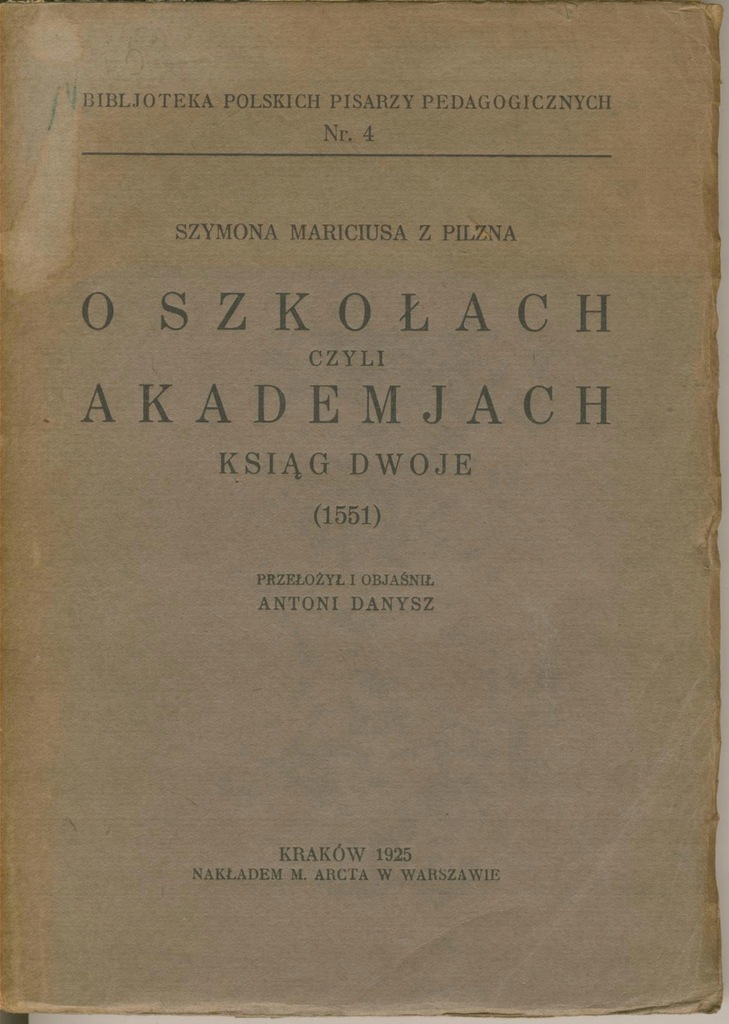 BIBLJOTEKA POLSKICH PISARZY PEDAGOGICZNYCH
Nr. 4
SZYMONA MARICIUSA Z PILZNA
O SZKOŁACH
CZYLI
AKADEMJACH
KSIĄG DWOJE
(1551)
PRZEŁOŻYŁ I OBJAŚNIŁ
ANTONI DANYSZ
KRAKÓW 1925
NAKŁADEM M. ARCTA W WARSZAWIE